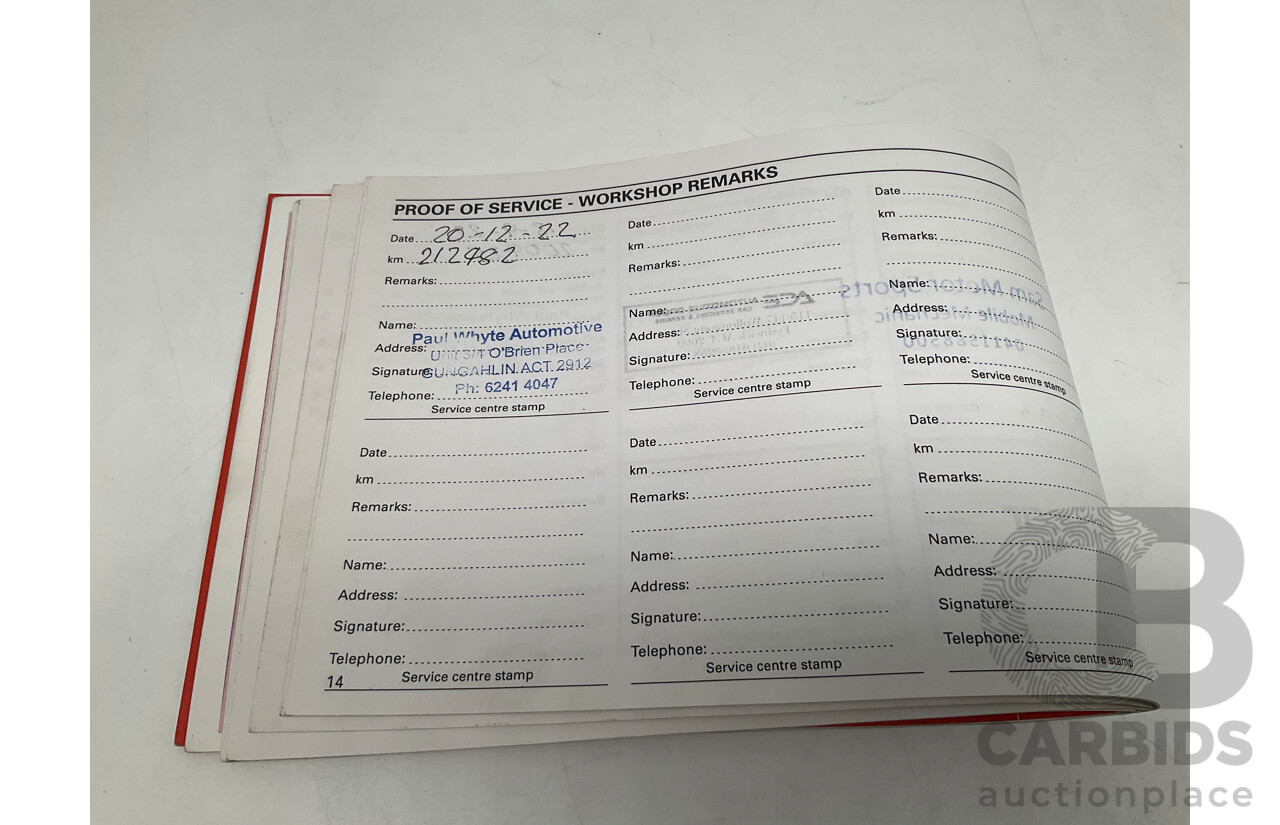 PROOF OF SERVICE - WORKSHOP REMARKS
Date 20-12-22
km 212982
Remarks:
Name:
Paul Whyte Automotive
Address:
O'Brien Place
Signature:
GUNGAHLIN. ACT. 2912
Ph: 6241 4047
Telephone:
Service centre stamp
Date
km
Remarks:
Name:
Address:
Signature:
Telephone:
Service centre stamp
14
Date
km
Remarks:
Name:
Address:
Signature:
Telephone:
Service centre stamp
Date
km
Remarks:
Name:
Address:
Signature:
Telephone:
Service centre stamp
Date
km
Remarks:
Name:
Address:
Signature:
Telephone:
Service centre stamp
Date
km
Remarks:
Name:
Address:
Signature:
Telephone:
Service centre stamp
CB
CARBIDS
auctionplace